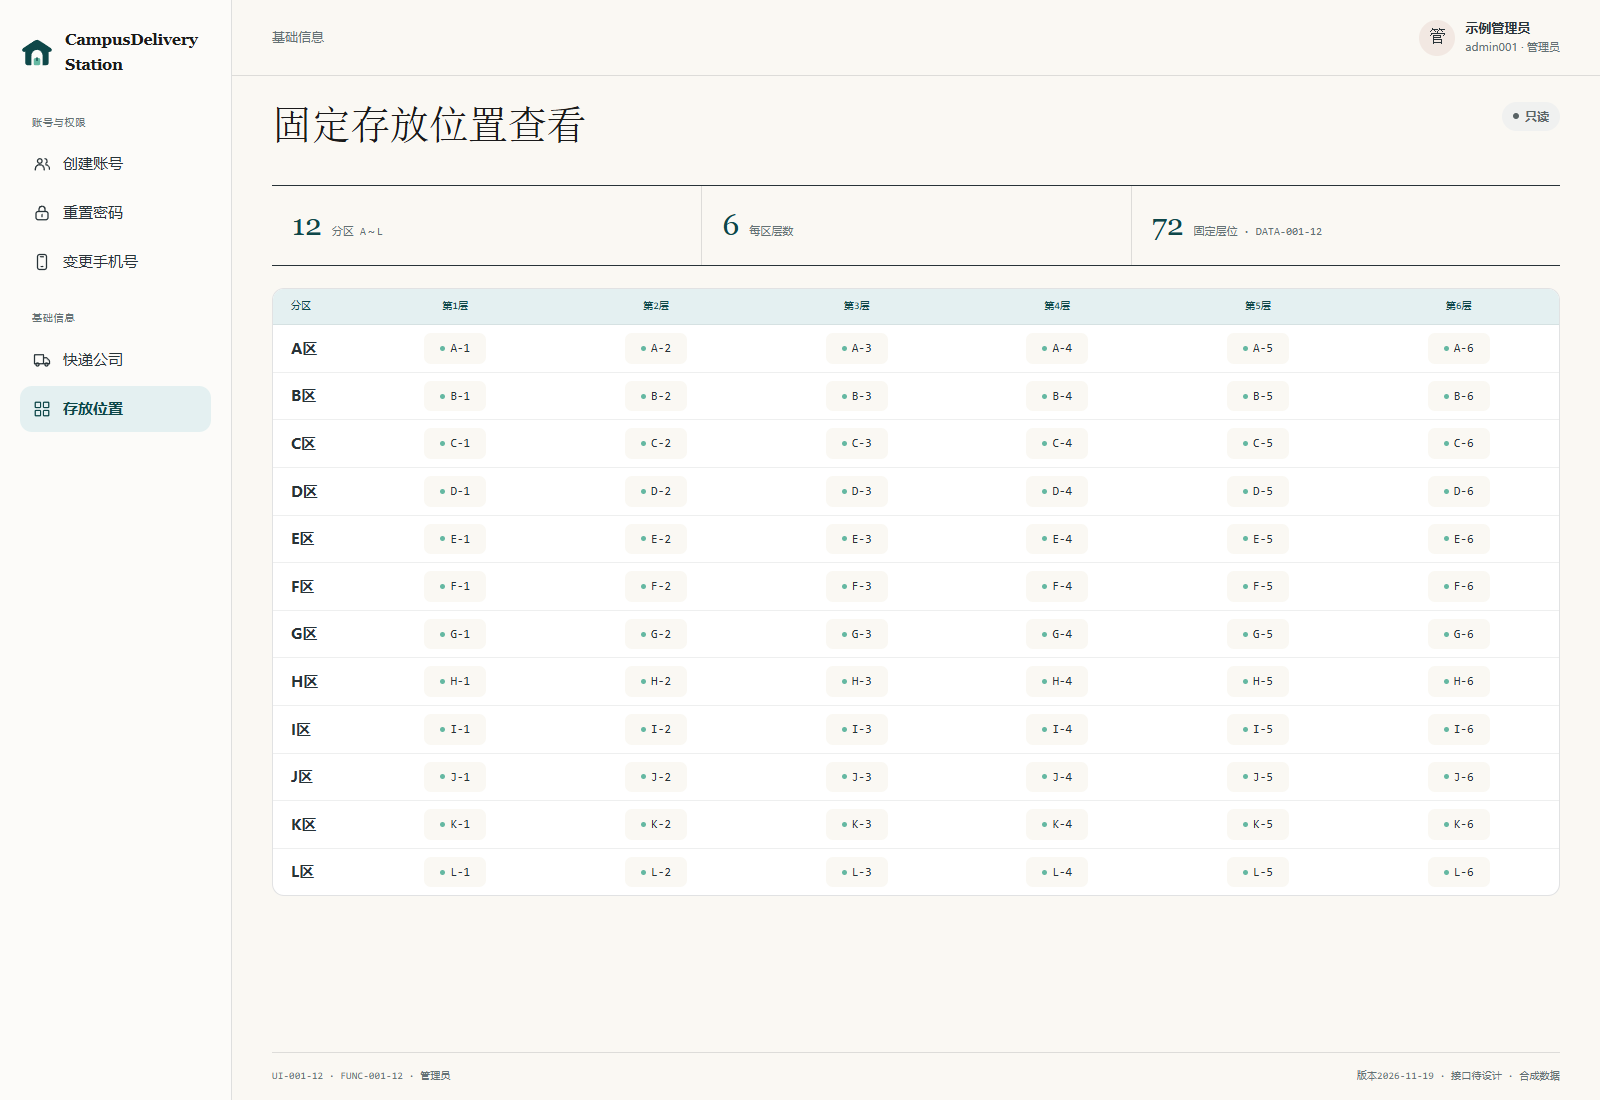 CampusDelivery
Station
账号与权限
创建账号
重置密码
变更手机号
基础信息
快递公司
存放位置
基础信息
管
示例管理员
admin001 · 管理员
固定存放位置查看
只读
12 分区 A~L
6 每区层数
72 固定层位 · DATA-001-12
分区 第1层 第2层 第3层 第4层 第5层 第6层
A区 A-1 A-2 A-3 A-4 A-5 A-6
B区 B-1 B-2 B-3 B-4 B-5 B-6
C区 C-1 C-2 C-3 C-4 C-5 C-6
D区 D-1 D-2 D-3 D-4 D-5 D-6
E区 E-1 E-2 E-3 E-4 E-5 E-6
F区 F-1 F-2 F-3 F-4 F-5 F-6
G区 G-1 G-2 G-3 G-4 G-5 G-6
H区 H-1 H-2 H-3 H-4 H-5 H-6
I区 I-1 I-2 I-3 I-4 I-5 I-6
J区 J-1 J-2 J-3 J-4 J-5 J-6
K区 K-1 K-2 K-3 K-4 K-5 K-6
L区 L-1 L-2 L-3 L-4 L-5 L-6
UI-001-12 · FUNC-001-12 · 管理员
版本2026-11-19 · 接口待设计 · 合成数据